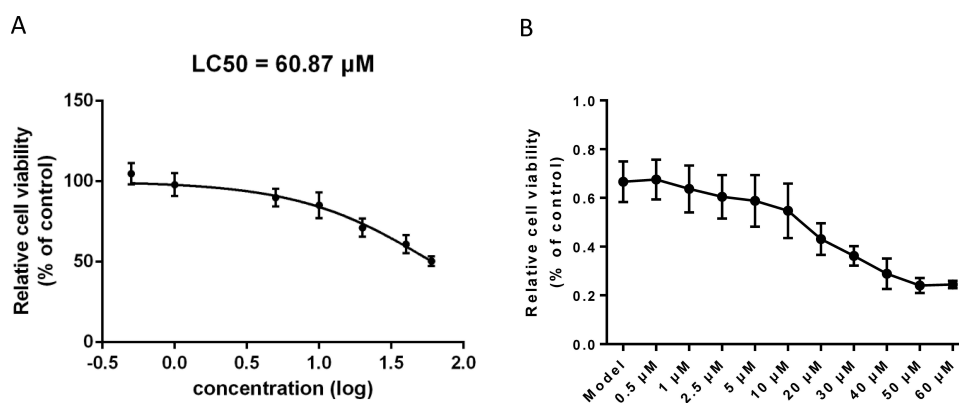 A
LC50 = 60.87 µM
150
100
50
0
-0.5
0.0
0.5
1.0
1.5
2.0
Relative cell viability
(% of control)
concentration (log)
B
1.0
0.8
0.6
0.4
0.2
0.0
Relative cell viability
(% of control)
Model
0.5 µM
1 µM
2.5 µM
5 µM
10 µM
20 µM
30 µM
40 µM
50 µM
60 µM